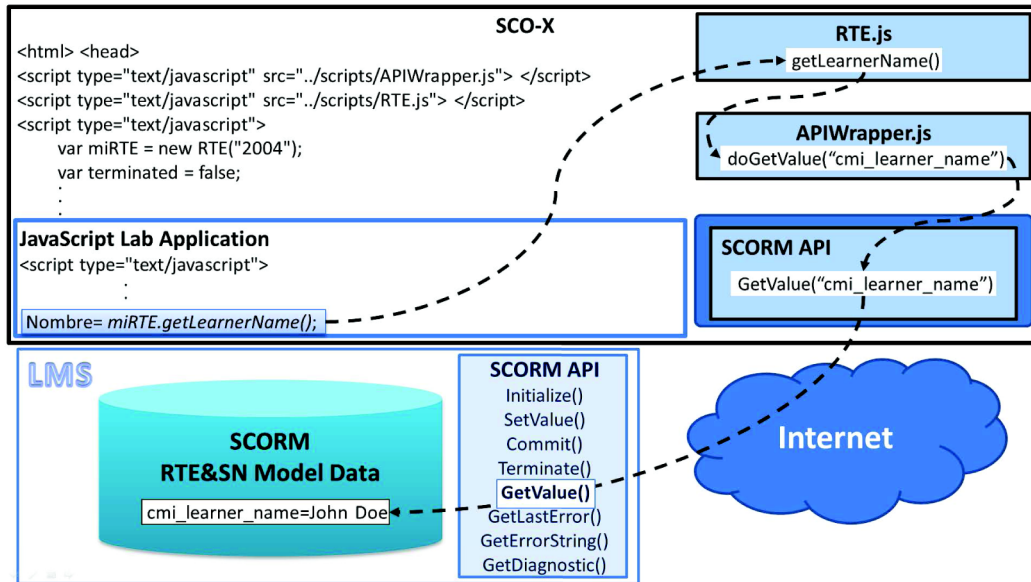 SCO-X
<html> <head>
<script type="text/javascript" src="../scripts/APIWrapper.js"> </script>
<script type="text/javascript" src="../scripts/RTE.js"> </script>
<script type="text/javascript">
var miRTE = new RTE("2004");
var terminated = false;
:
:
JavaScript Lab Application
<script type="text/javascript">
:
Nombre= miRTE.getLearnerName();
RTE.js
getLearnerName()
APIWrapper.js
doGetValue(“cmi_learner_name”)
SCORM API
GetValue(“cmi_learner_name”)
LMS
SCORM
RTE&SN Model Data
cmi_learner_name=John Doe
SCORM API
Initialize()
SetValue()
Commit()
Terminate()
GetValue()
GetLastError()
GetErrorString()
GetDiagnostic()
Internet